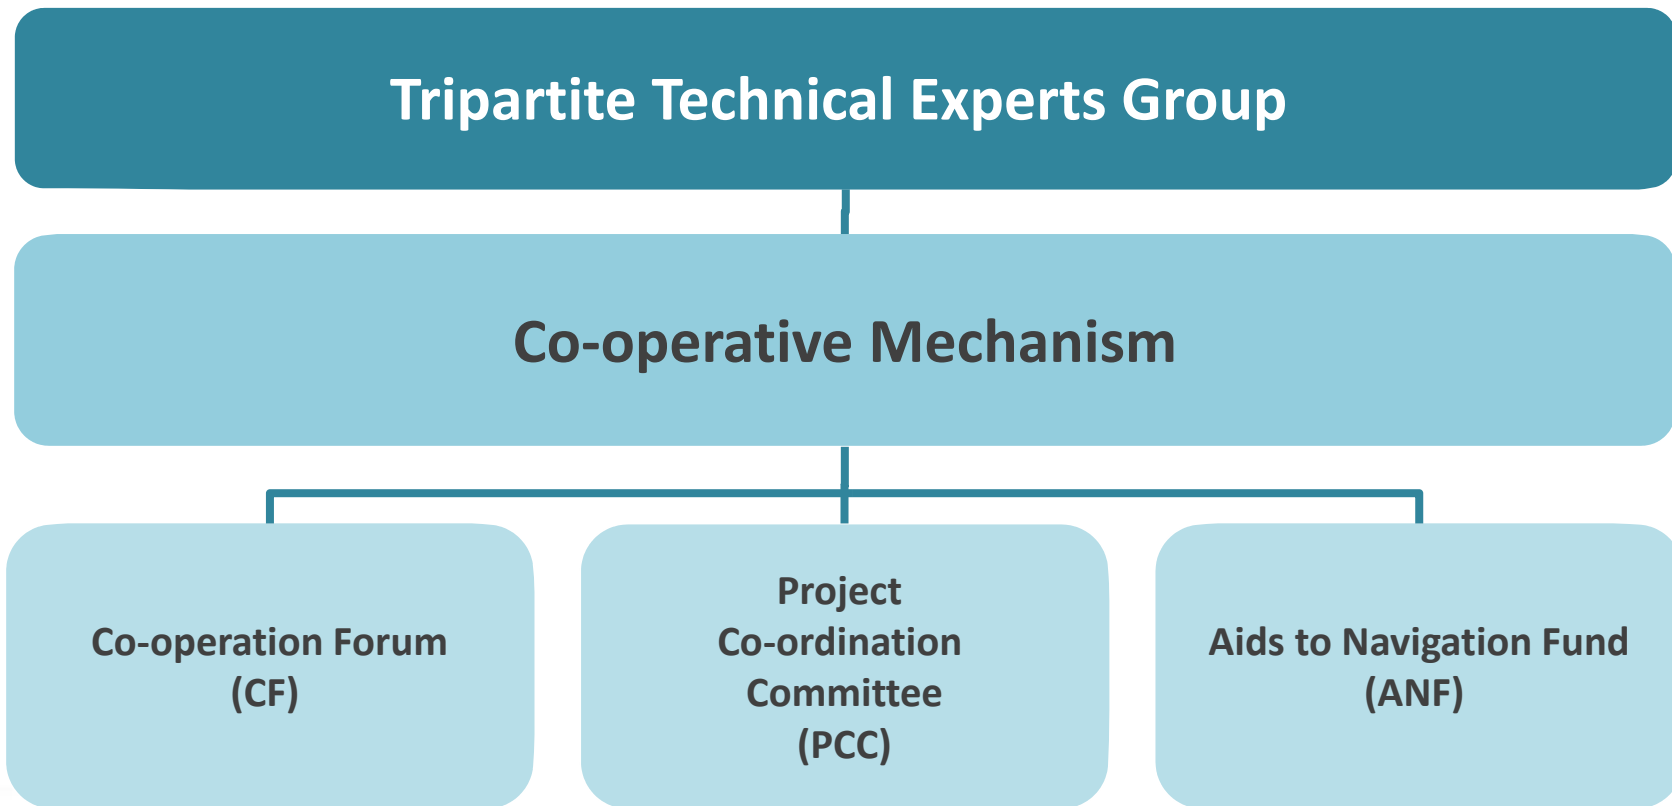 Tripartite Technical Experts Group
Co-operative Mechanism
Co-operation Forum
(CF)
Project
Co-ordination
Committee
(PCC)
Aids to Navigation Fund
(ANF)